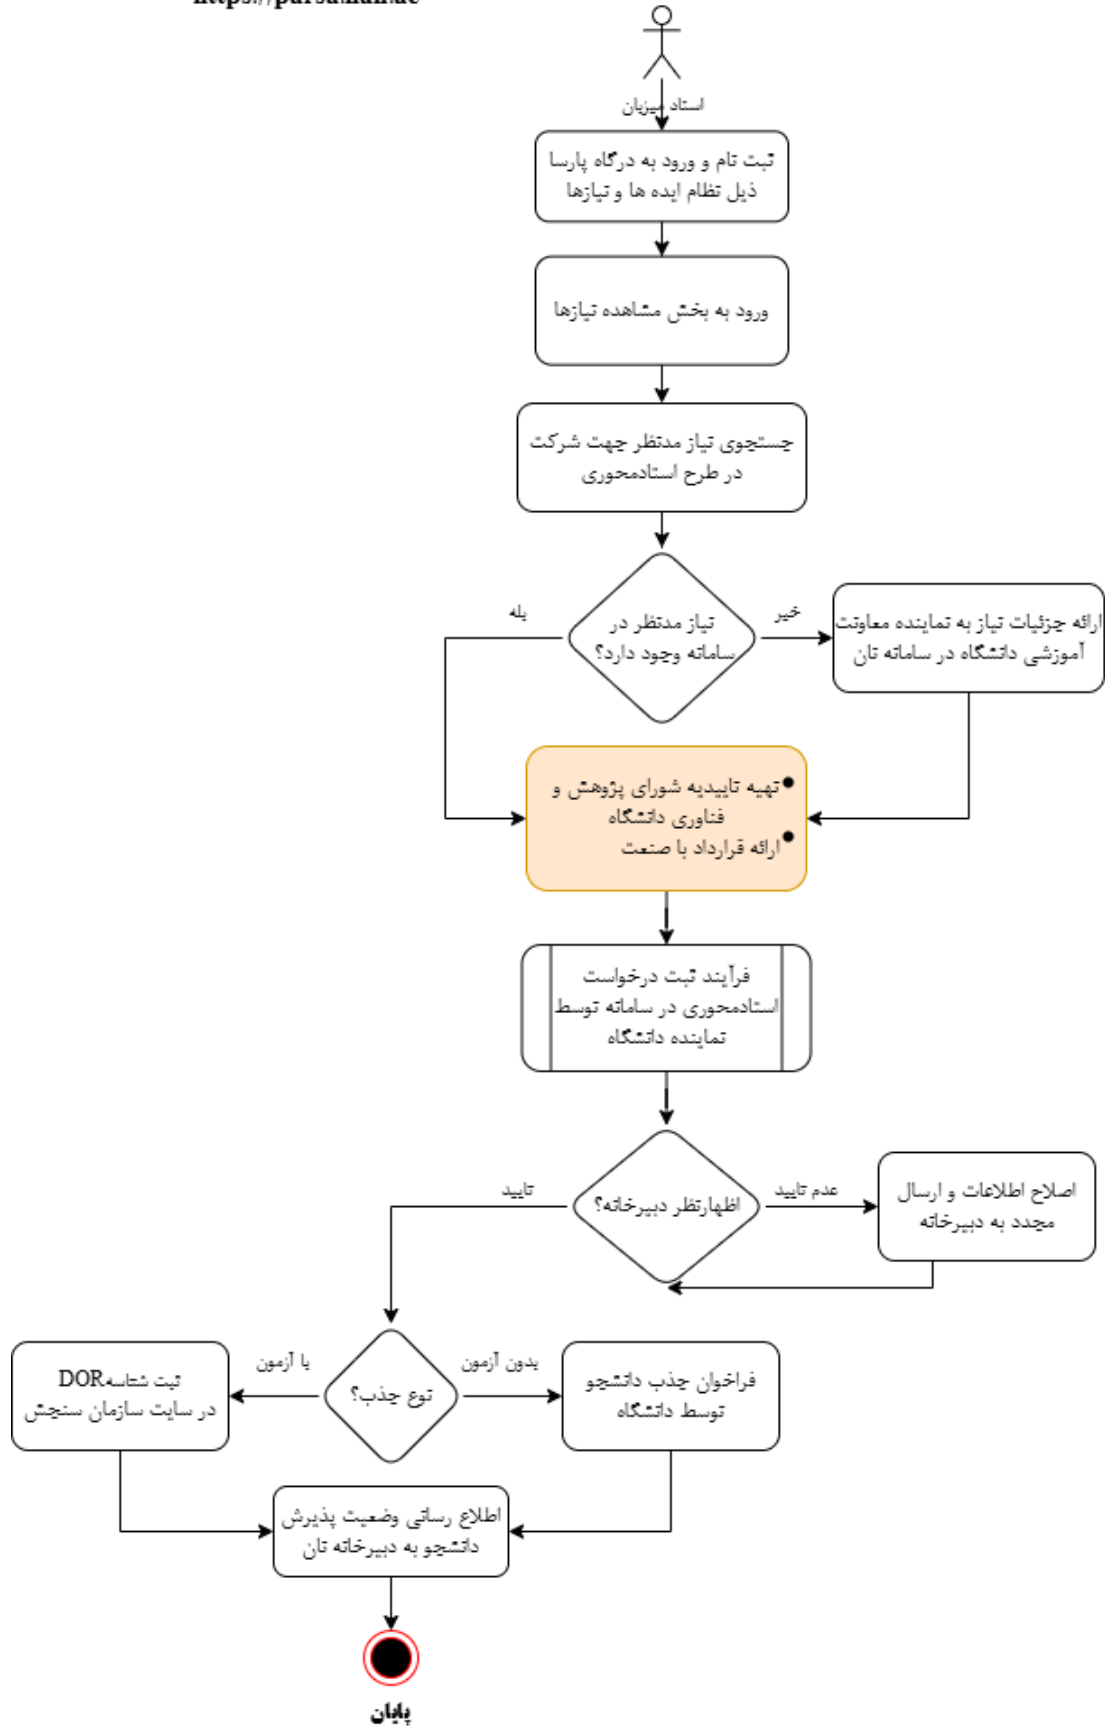 استاد میزبان
ثبت نام و ورود به درگاه پارسا
ذیل نظام ایده ها و نیازها
ورود به بخش مشاهده نیازها
جستجوی نیاز مدنظر جهت شرکت
در طرح استادمحوری
نیاز مدنظر در
سامانه وجود دارد؟
بله
خیر
ارائه جزئیات نیاز به نماینده معاونت
آموزشی دانشگاه در سامانه نان
● تهیه تاییدیه شورای پژوهش و
فناوری دانشگاه
● ارائه قرارداد با صنعت
فرآیند ثبت درخواست
استادمحوری در سامانه توسط
نماینده دانشگاه
اظهارنظر دبیرخانه؟
تایید
عدم تایید
اصلاح اطلاعات و ارسال
مجدد به دبیرخانه
نوع جذب؟
بدون آزمون
با آزمون
فراخوان جذب دانشجو
توسط دانشگاه
ثبت شناسه DOR
در سایت سازمان سنجش
اطلاع رسانی وضعیت پذیرش
دانشجو به دبیرخانه نان
پایان